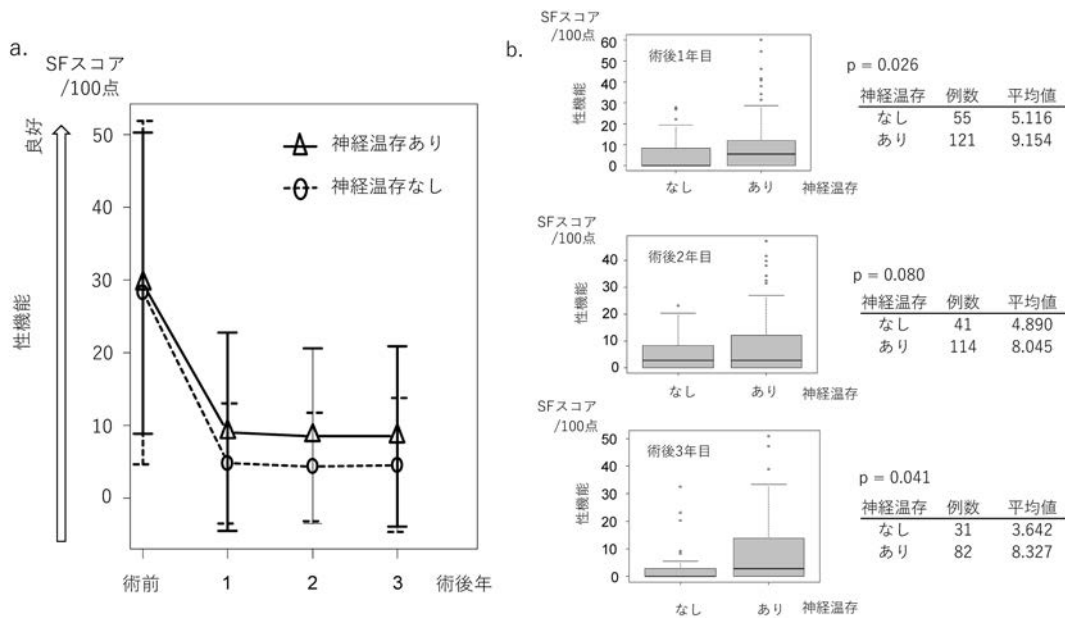 a.
SFスコア
/100点
良好
性機能
50
40
30
20
10
0
神経温存あり
神経温存なし
術前 1 2 3 術後年
b.
SFスコア
/100点
性機能
60
50
40
30
20
10
0
術後1年目
なし あり 神経温存
p = 0.026
神経温存 例数 平均値
なし 55 5.116
あり 121 9.154
SFスコア
/100点
性機能
40
30
20
10
0
術後2年目
なし あり 神経温存
p = 0.080
神経温存 例数 平均値
なし 41 4.890
あり 114 8.045
SFスコア
/100点
性機能
50
40
30
20
10
0
術後3年目
なし あり 神経温存
p = 0.041
神経温存 例数 平均値
なし 31 3.642
あり 82 8.327